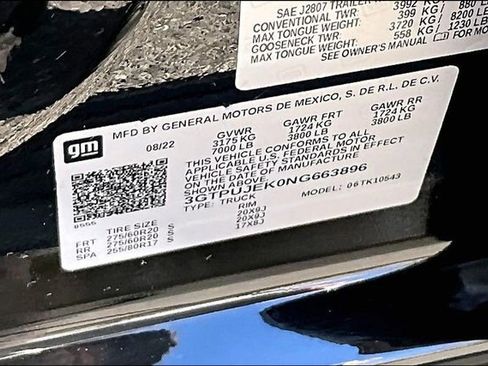 SAE J2807 TRAILER
CONVENTIONAL TWR: 3992 KG / 880
MAX TONGUE WEIGHT: 399 KG / 880 LB
GOOSENECK TWR: 3720 KG / 8200 LB
MAX TONGUE WEIGHT: 558 KG / 1230 LB
SEE OWNER'S MANUAL FOR MO
gm
MFD BY GENERAL MOTORS DE MEXICO, S. DE R.L. DE C.V.
08/22 GVWR GAWR FRT GAWR RR
3175 KG 1724 KG 1724 KG
7000 LB 3800 LB 3800 LB
THIS VEHICLE CONFORMS TO ALL
APPLICABLE U.S. FEDERAL MOTOR
VEHICLE SAFETY STANDARDS IN EFFECT
ON THE DATE OF MANUFACTURE
SHOWN ABOVE.
3GTPUJEK0NG663896
TYPE: TRUCK MODEL: 06TK10543
TIRE SIZE RIM
FRT 275/60R20 S 20X9J
RR 275/60R20 S 20X9J
SPA 255/80R17 S 17X8J